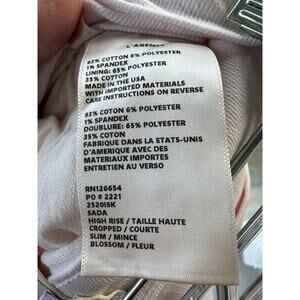 L'AGENCE
93% COTTON 6% POLYESTER
1% SPANDEX
LINING: 65% POLYESTER
35% COTTON
MADE IN THE USA
WITH IMPORTED MATERIALS
CARE INSTRUCTIONS ON REVERSE
93% COTTON 6% POLYESTER
1% SPANDEX
DOUBLURE: 65% POLYESTER
35% COTTON
FABRIQUE DANS LA ETATS-UNIS
D'AMERIQUE AVEC DES
MATERIAUX IMPORTES
ENTRETIEN AU VERSO
RN126654
PO # 2221
2520ISK
SADA
HIGH RISE / TAILLE HAUTE
CROPPED / COURTE
SLIM / MINCE
BLOSSOM / FLEUR